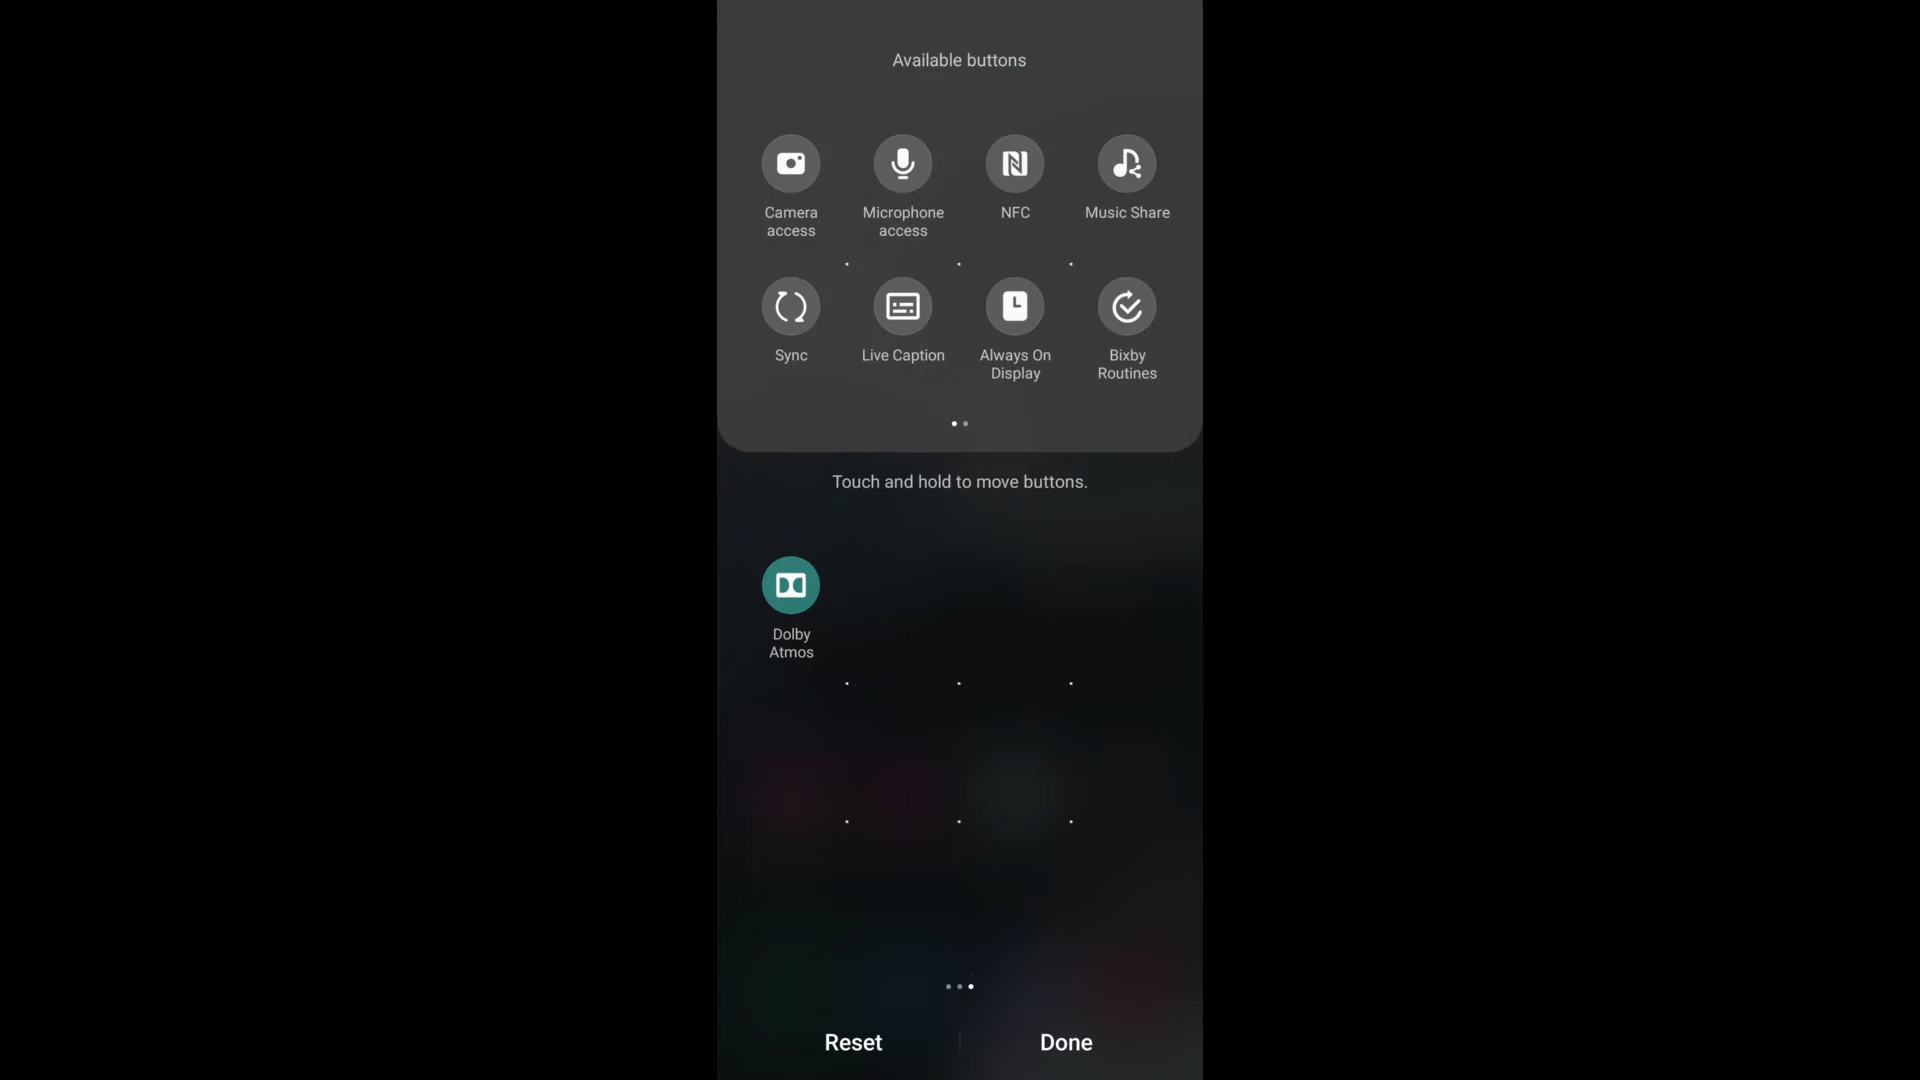 Available buttons
Camera
access
Microphone
access
NFC
Music Share
Sync
Live Caption
Always On
Display
Bixby
Routines
Touch and hold to move buttons.
Dolby
Atmos
Reset
Done